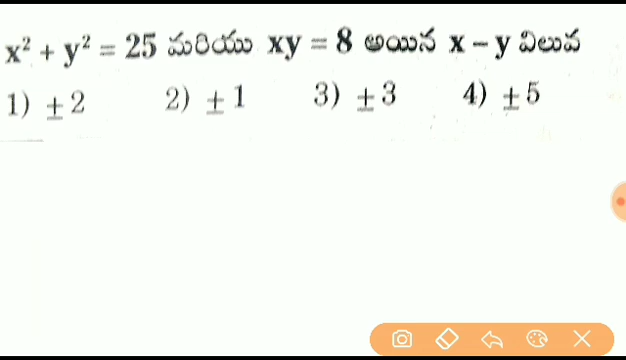 x² + y² = 25 మరియు xy = 8 అయిన x – y విలువ
1) ± 2 2) ± 1 3) ± 3 4) ± 5